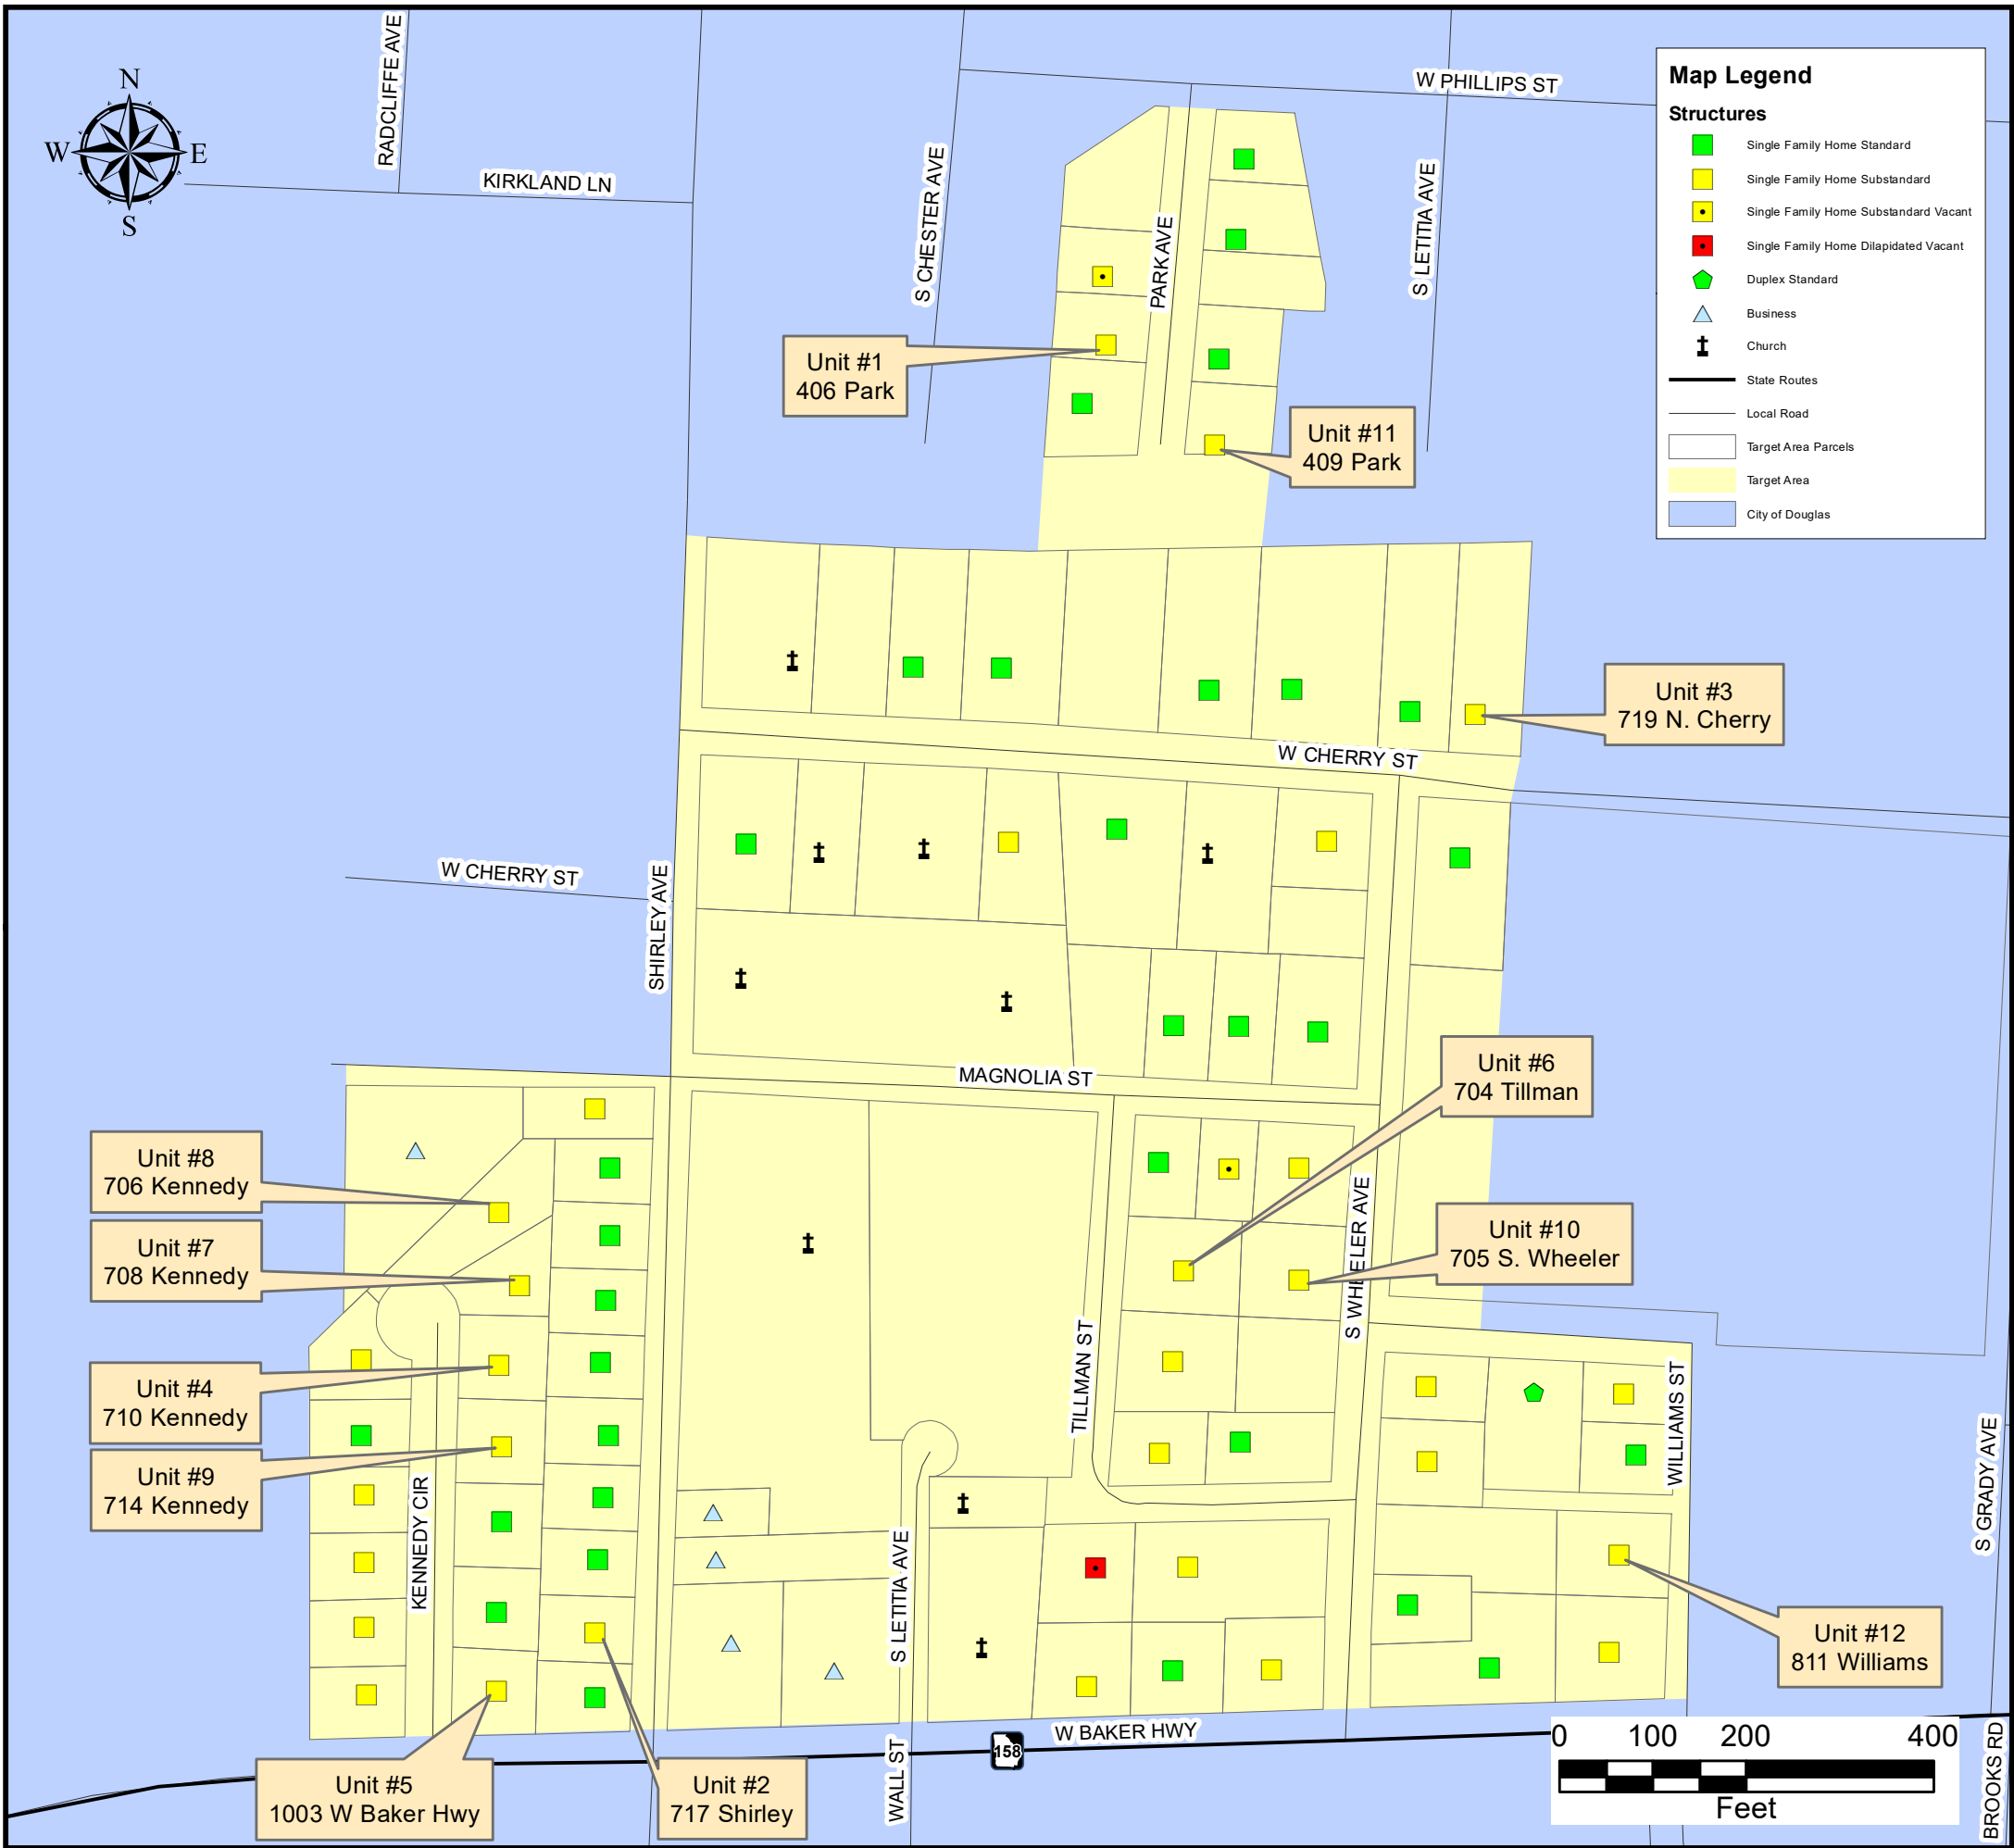 RADCLIFFE AVE
N
W
E
S
KIRKLAND LN
S CHESTER AVE
PARK AVE
S LETITIA AVE
W PHILLIPS ST
Map Legend
Structures
Single Family Home Standard
Single Family Home Substandard
Single Family Home Substandard Vacant
Single Family Home Dilapidated Vacant
Duplex Standard
Business
Church
State Routes
Local Road
Target Area Parcels
Target Area
City of Douglas
Unit #1
406 Park
Unit #11
409 Park
Unit #3
719 N. Cherry
W CHERRY ST
W CHERRY ST
SHIRLEY AVE
MAGNOLIA ST
Unit #6
704 Tillman
Unit #8
706 Kennedy
Unit #7
708 Kennedy
Unit #10
705 S. Wheeler
S WHEELER AVE
TILLMAN ST
Unit #4
710 Kennedy
Unit #9
714 Kennedy
KENNEDY CIR
WILLIAMS ST
S GRADY AVE
S LETITIA AVE
Unit #12
811 Williams
W BAKER HWY
158
WALL ST
Unit #5
1003 W Baker Hwy
Unit #2
717 Shirley
0 100 200 400
Feet
BROOKS RD